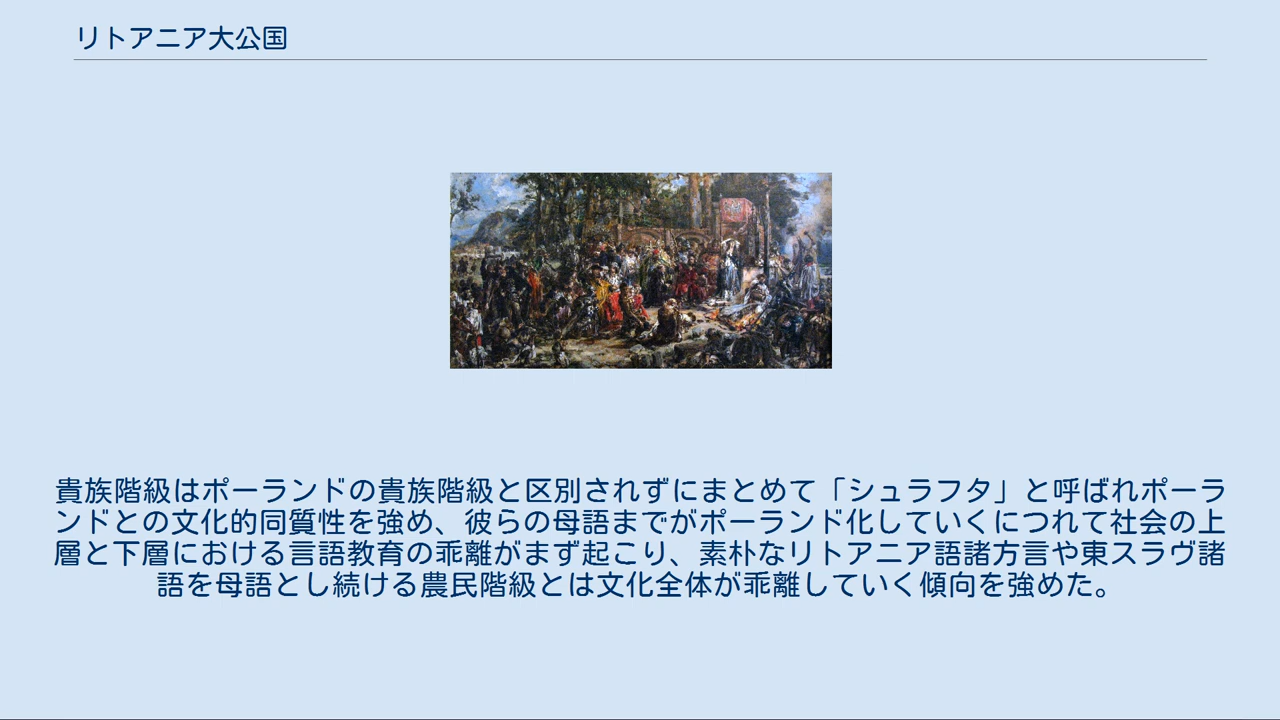 リトアニア大公国
貴族階級はポーランドの貴族階級と区別されずにまとめて「シュラフタ」と呼ばれポーラ
ンドとの文化的同質性を強め、彼らの母語までがポーランド化していくにつれて社会の上
層と下層における言語教育の乖離がまず起こり、素朴なリトアニア語諸方言や東スラヴ諸
語を母語とし続ける農民階級とは文化全体が乖離していく傾向を強めた。